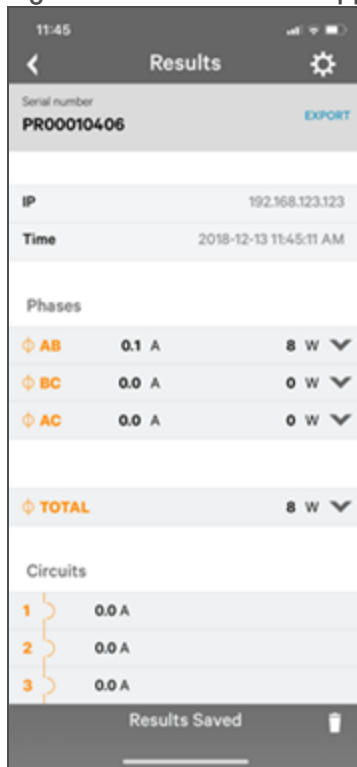 11:45
Results
Serial number
PR00010406
EXPORT
IP 192.168.123.123
Time 2018-12-13 11:45:11 AM
Phases
AB 0.1 A 8 W
BC 0.0 A 0 W
AC 0.0 A 0 W
TOTAL 8 W
Circuits
1 0.0 A
2 0.0 A
3 0.0 A
Results Saved